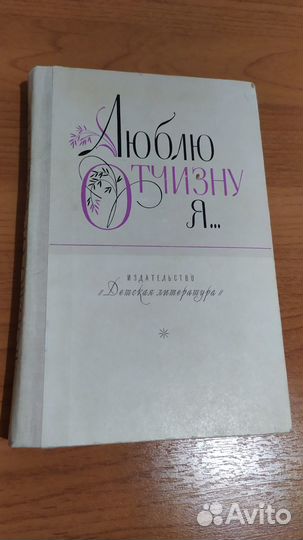 Люблю
Отчизну
я...
ИЗДАТЕЛЬСТВО
"Детская литература"
Avito